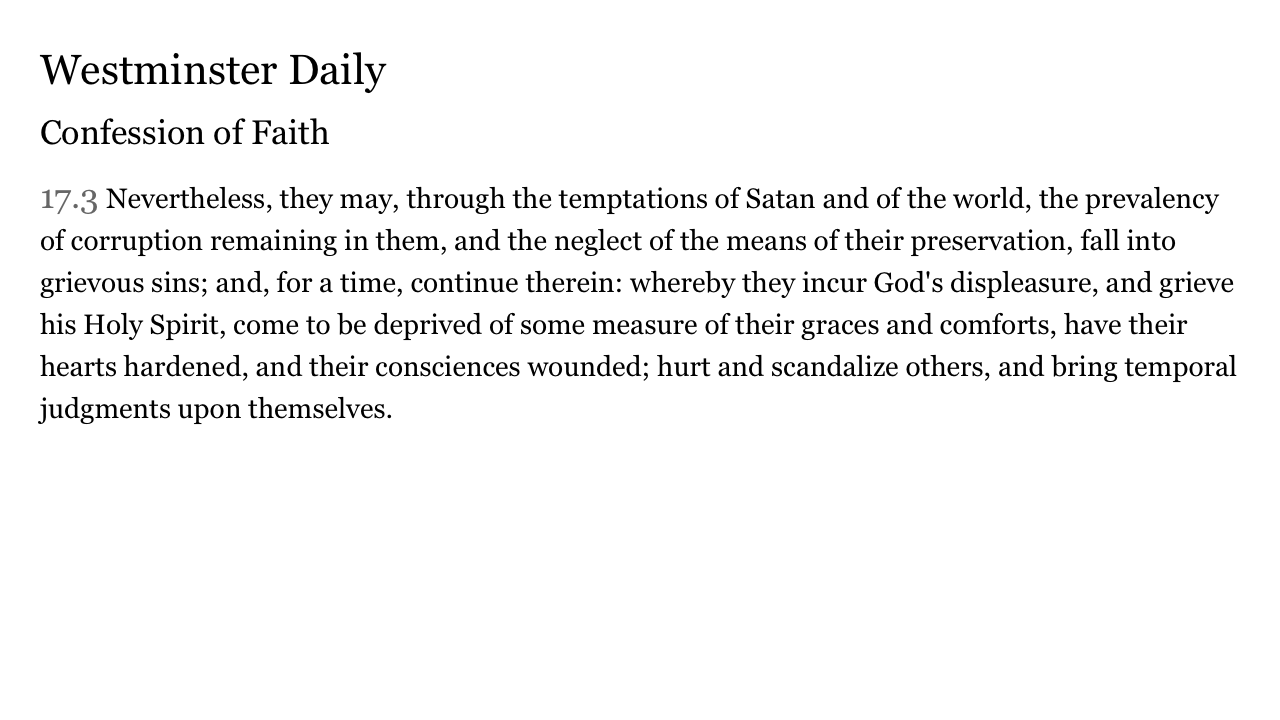 Westminster Daily
Confession of Faith
17.3 Nevertheless, they may, through the temptations of Satan and of the world, the prevalency
of corruption remaining in them, and the neglect of the means of their preservation, fall into
grievous sins; and, for a time, continue therein: whereby they incur God's displeasure, and grieve
his Holy Spirit, come to be deprived of some measure of their graces and comforts, have their
hearts hardened, and their consciences wounded; hurt and scandalize others, and bring temporal
judgments upon themselves.